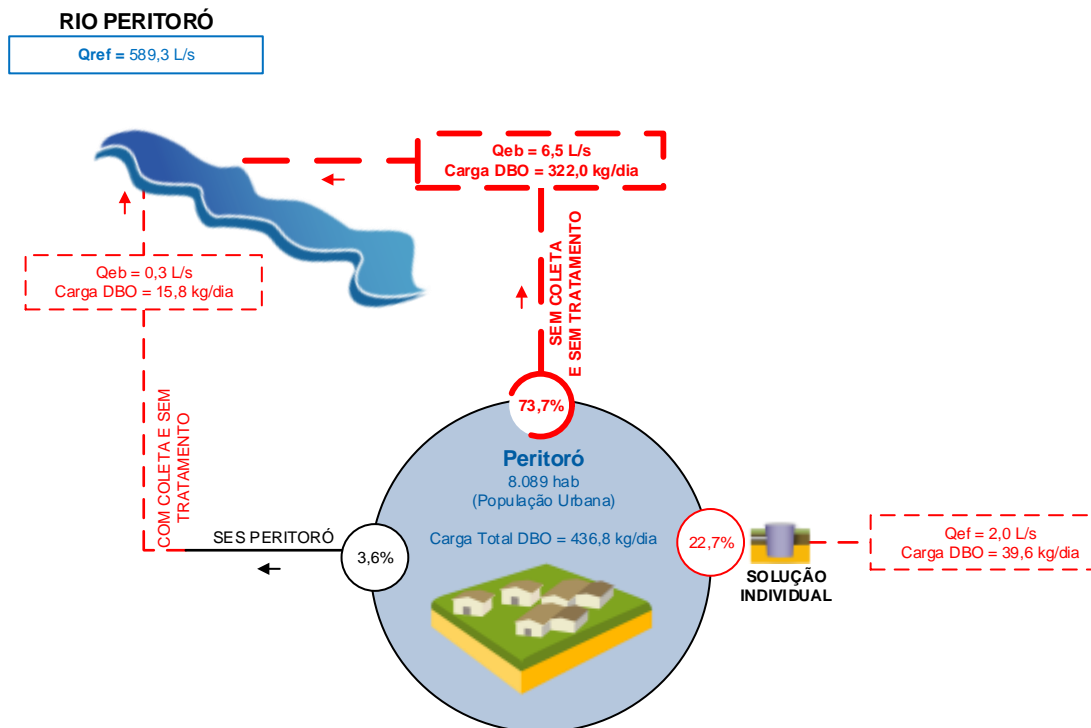 RIO PERITORÓ
Qref = 589,3 L/s
Qeb = 6,5 L/s
Carga DBO = 322,0 kg/dia
SEM COLETA
E SEM TRATAMENTO
Qeb = 0,3 L/s
Carga DBO = 15,8 kg/dia
COM COLETA E SEM
TRATAMENTO
73,7%
Peritoró
8.089 hab
(População Urbana)
Carga Total DBO = 436,8 kg/dia
SES PERITORÓ
3,6%
22,7%
SOLUÇÃO
INDIVIDUAL
Qef = 2,0 L/s
Carga DBO = 39,6 kg/dia